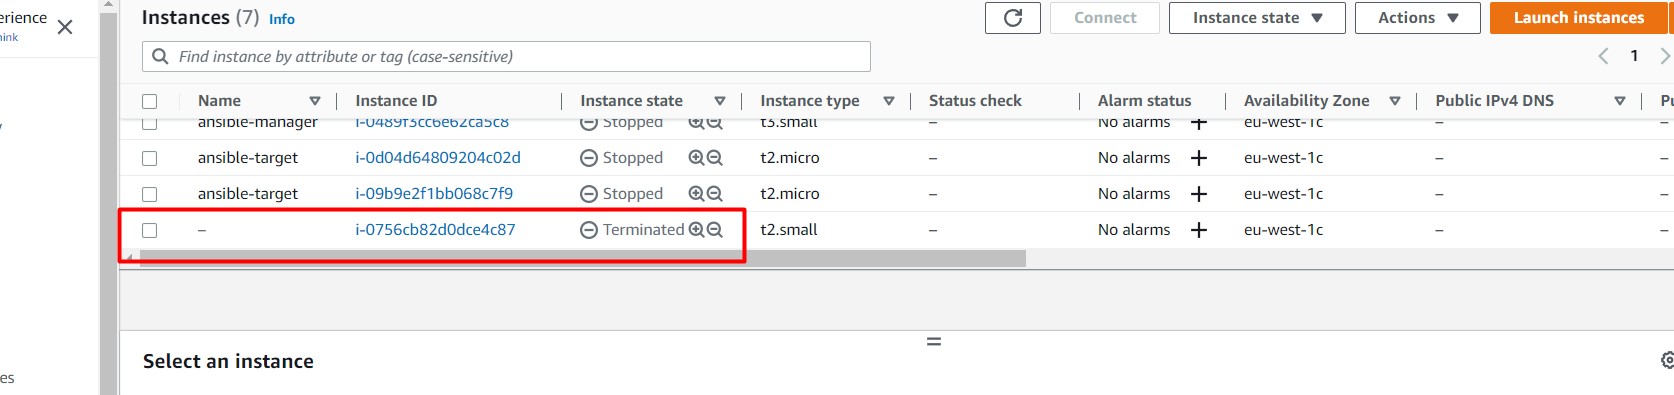 erience
Instances (7) Info
Connect
Instance state
Actions
Launch instances
Find instance by attribute or tag (case-sensitive)
1
Name Instance ID Instance state Instance type Status check Alarm status Availability Zone Public IPv4 DNS
ansible-manager i-0489f3cc6e62ca5c8 Stopped t3.small – No alarms + eu-west-1c –
ansible-target i-0d04d64809204c02d Stopped t2.micro – No alarms + eu-west-1c – –
ansible-target i-09b9e2f1bb068c7f9 Stopped t2.micro – No alarms + eu-west-1c – –
– i-0756cb82d0dce4c87 Terminated t2.small – No alarms + eu-west-1c – –
Select an instance
es